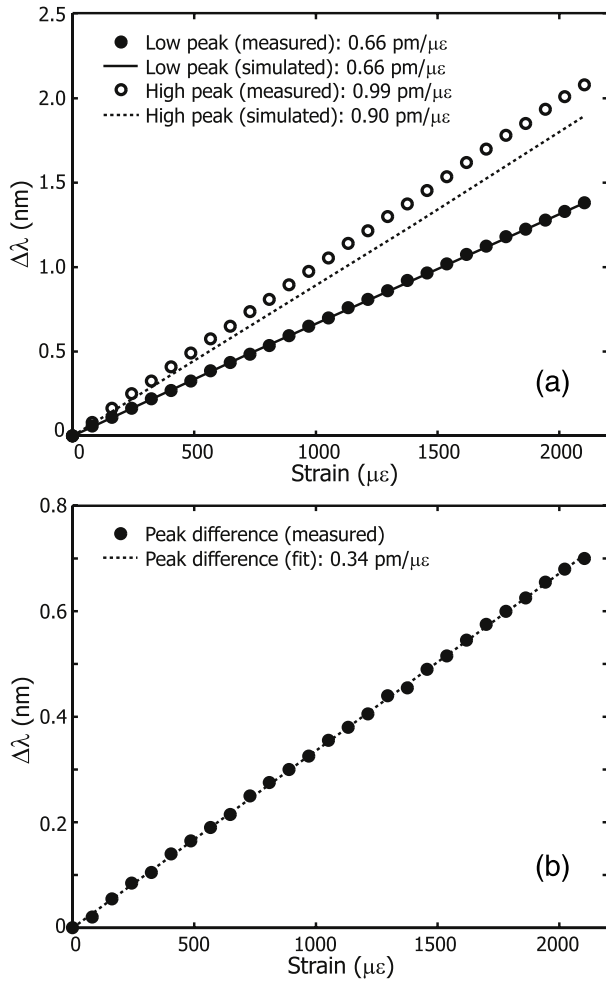 2.5
Low peak (measured): 0.66 pm/με
Low peak (simulated): 0.66 pm/με
High peak (measured): 0.99 pm/με
High peak (simulated): 0.90 pm/με
2.0
1.5
Δλ (nm)
1.0
0.5
(a)
0
0 500 1000 1500 2000
Strain (με)
0.8
Peak difference (measured)
Peak difference (fit): 0.34 pm/με
0.6
Δλ (nm)
0.4
0.2
(b)
0
0 500 1000 1500 2000
Strain (με)